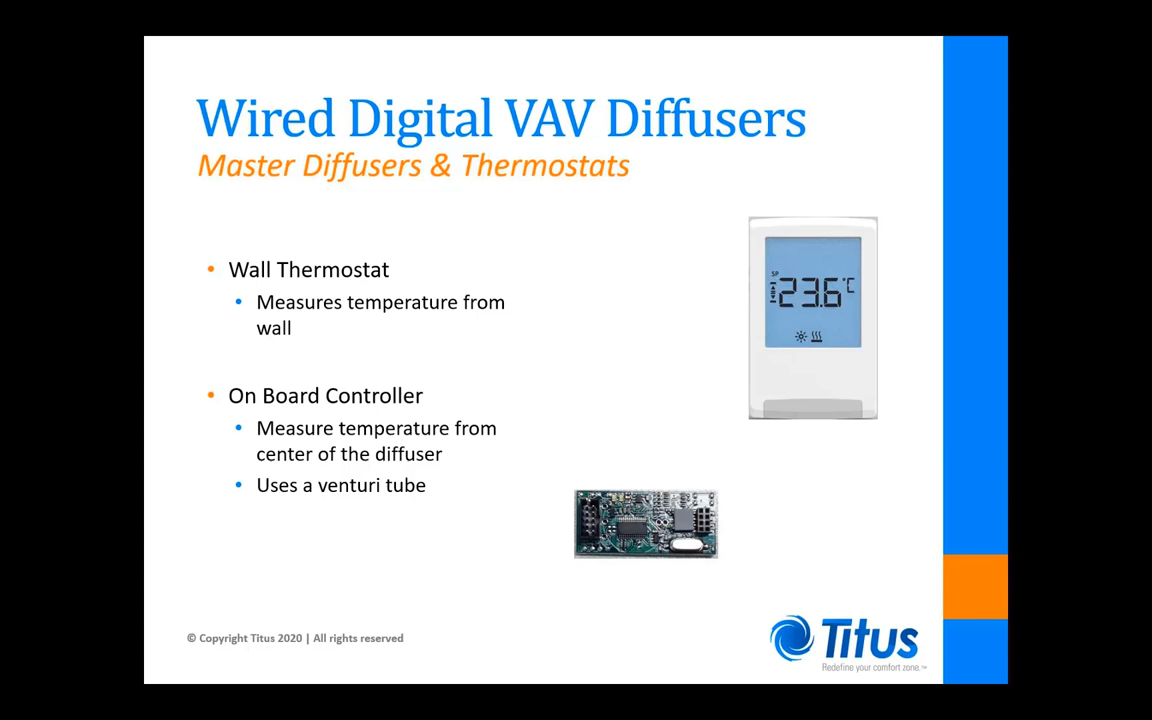 Wired Digital VAV Diffusers
Master Diffusers & Thermostats
• Wall Thermostat
• Measures temperature from
wall
• On Board Controller
• Measure temperature from
center of the diffuser
• Uses a venturi tube
SP
23.6°C
© Copyright Titus 2020 | All rights reserved
Titus
Redefine your comfort zone.™